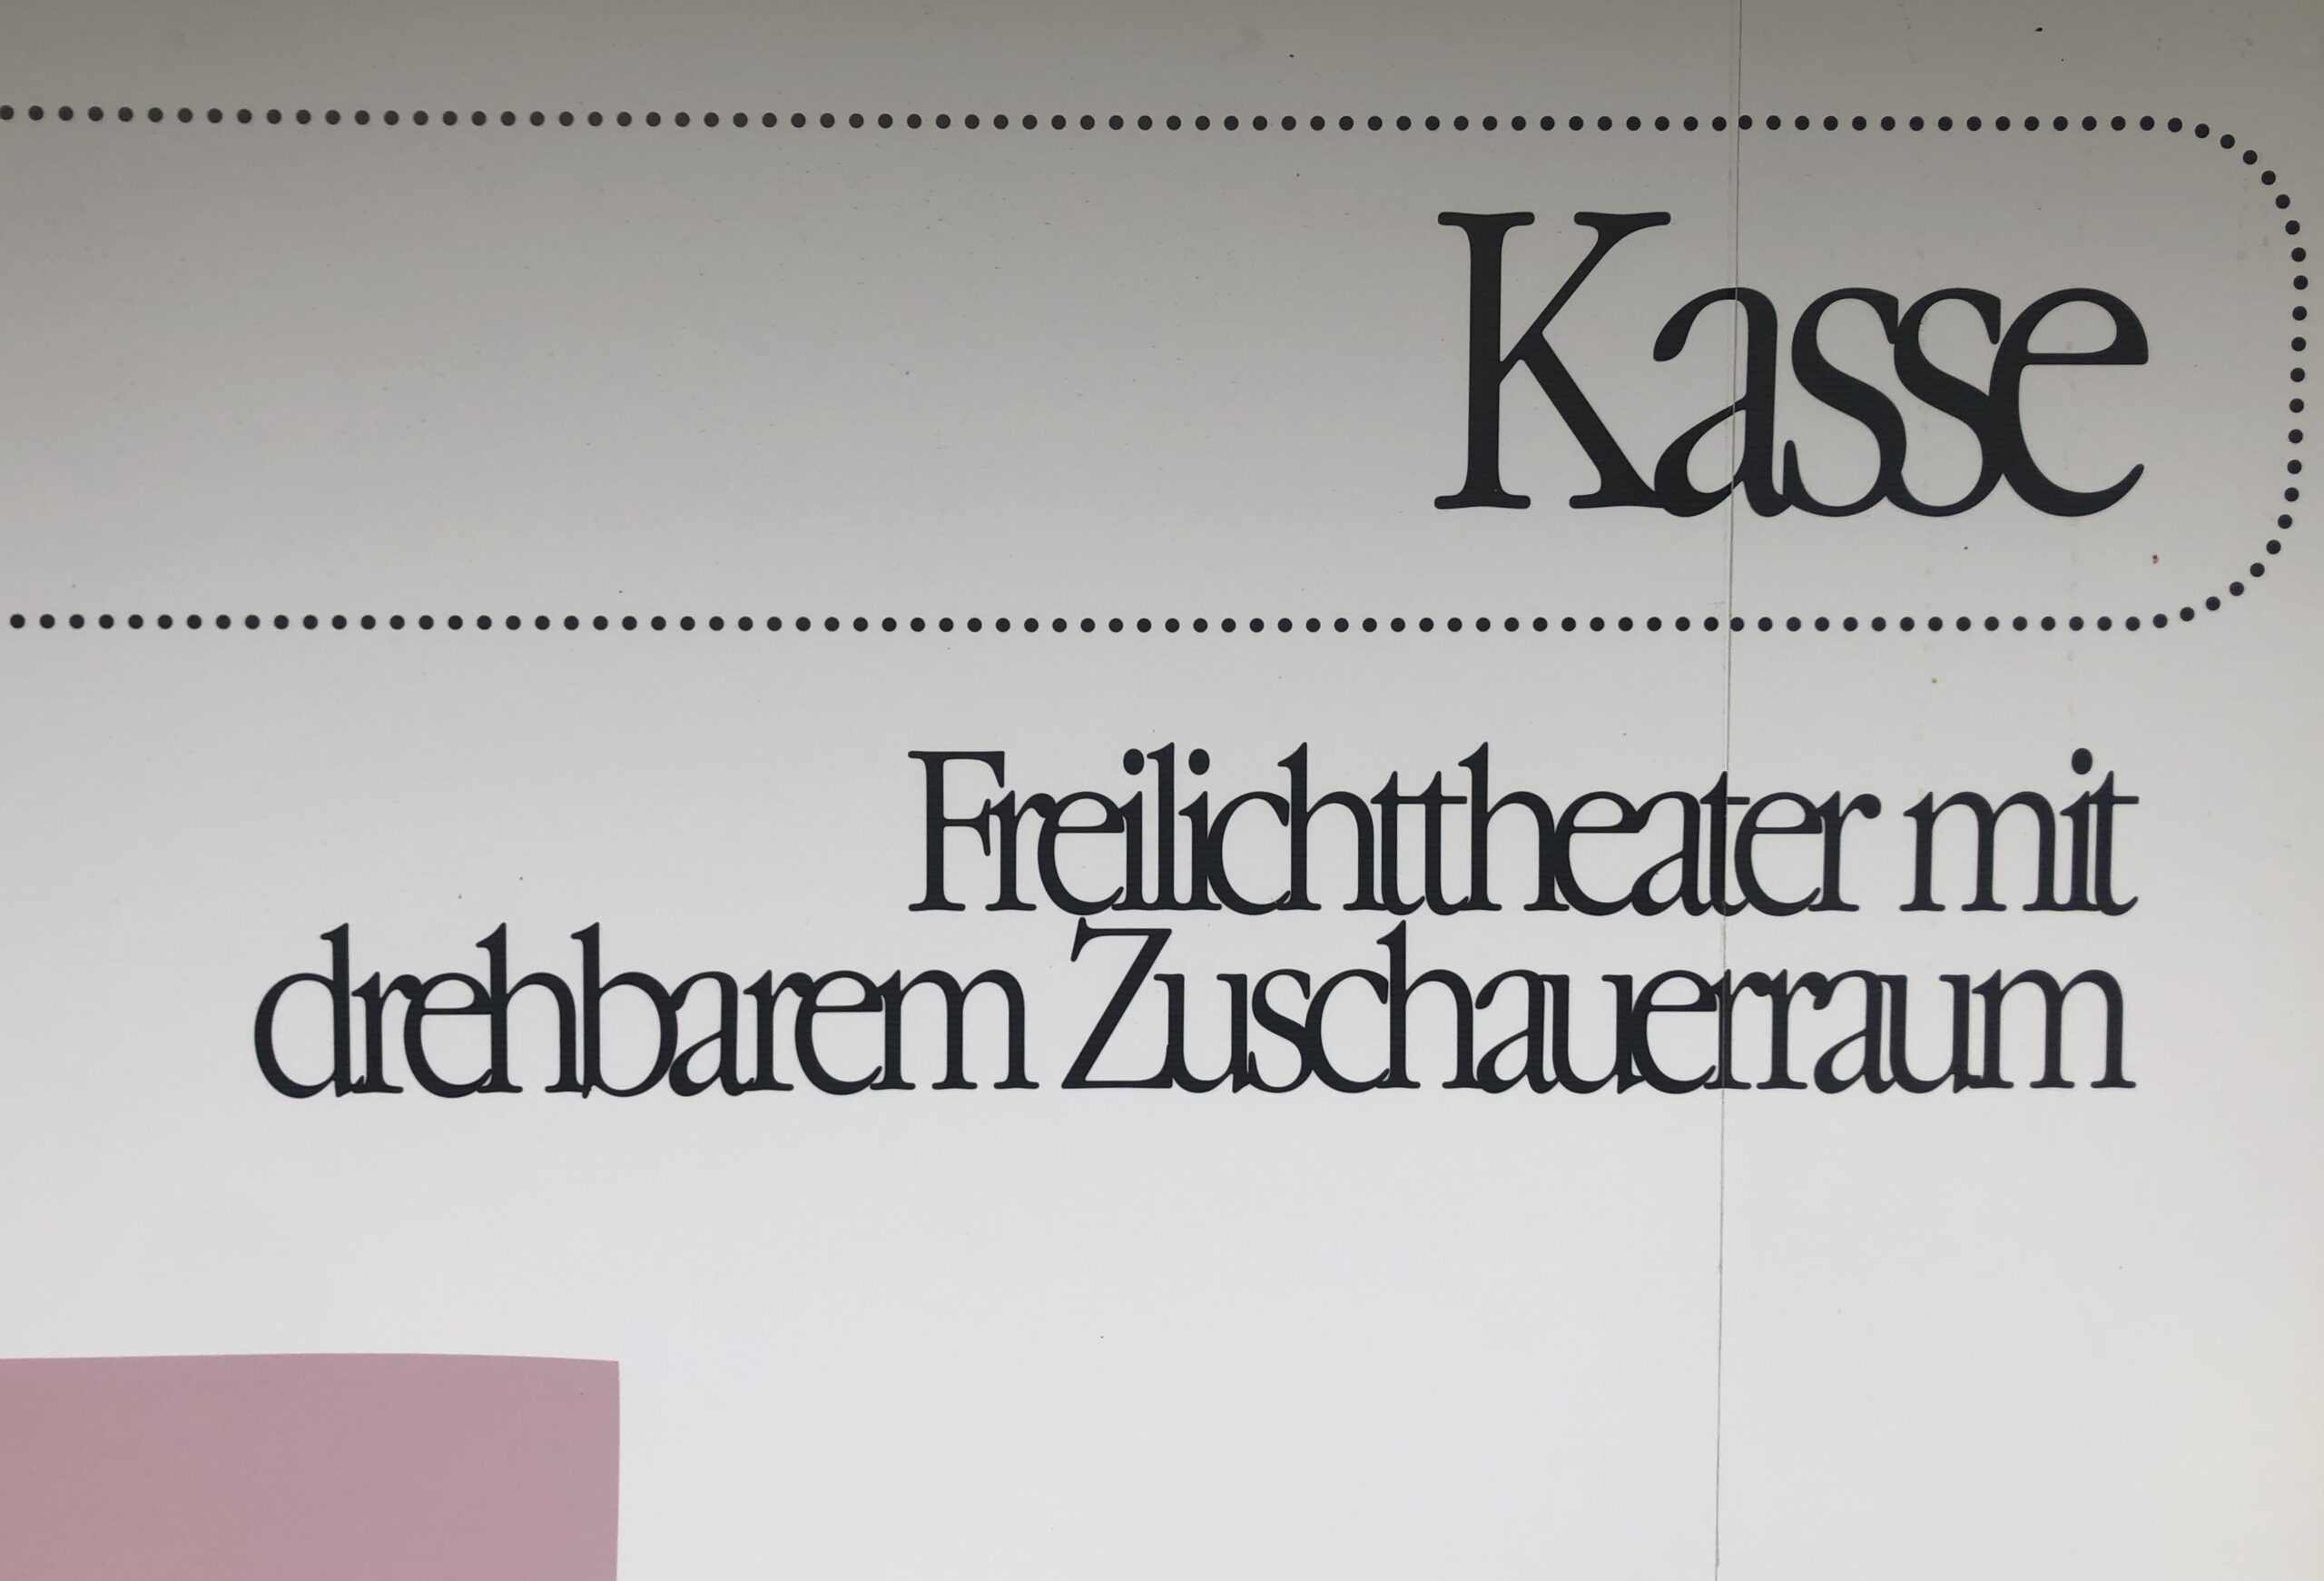 Kasse
Freilichttheater mit
drehbarem Zuschauerraum